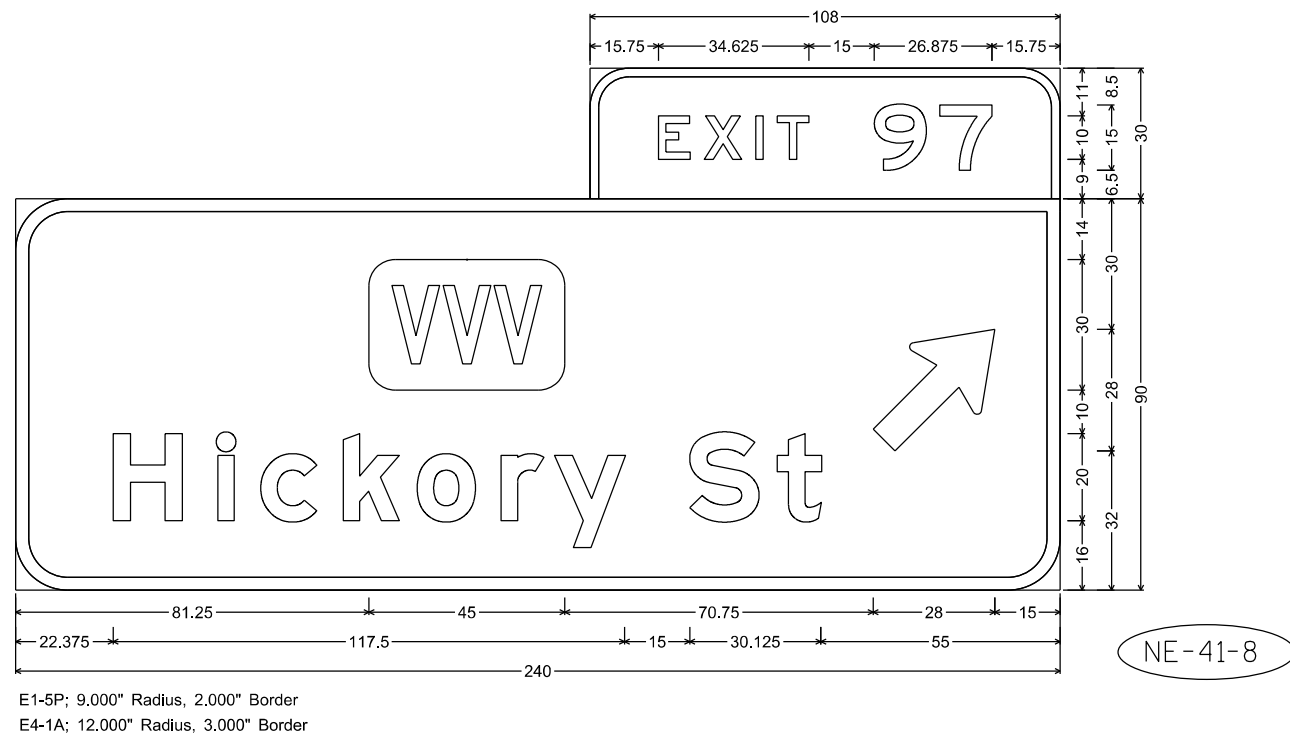 108
15.75 34.625 15 26.875 15.75
EXIT 97
11 10 9
8.5 15 6.5
30
VVV
Hickory St
14 30 10 20 16
30 28 32
90
81.25 45 70.75 28 15
22.375 117.5 15 30.125 55
240
NE-41-8
E1-5P; 9.000" Radius, 2.000" Border
E4-1A; 12.000" Radius, 3.000" Border